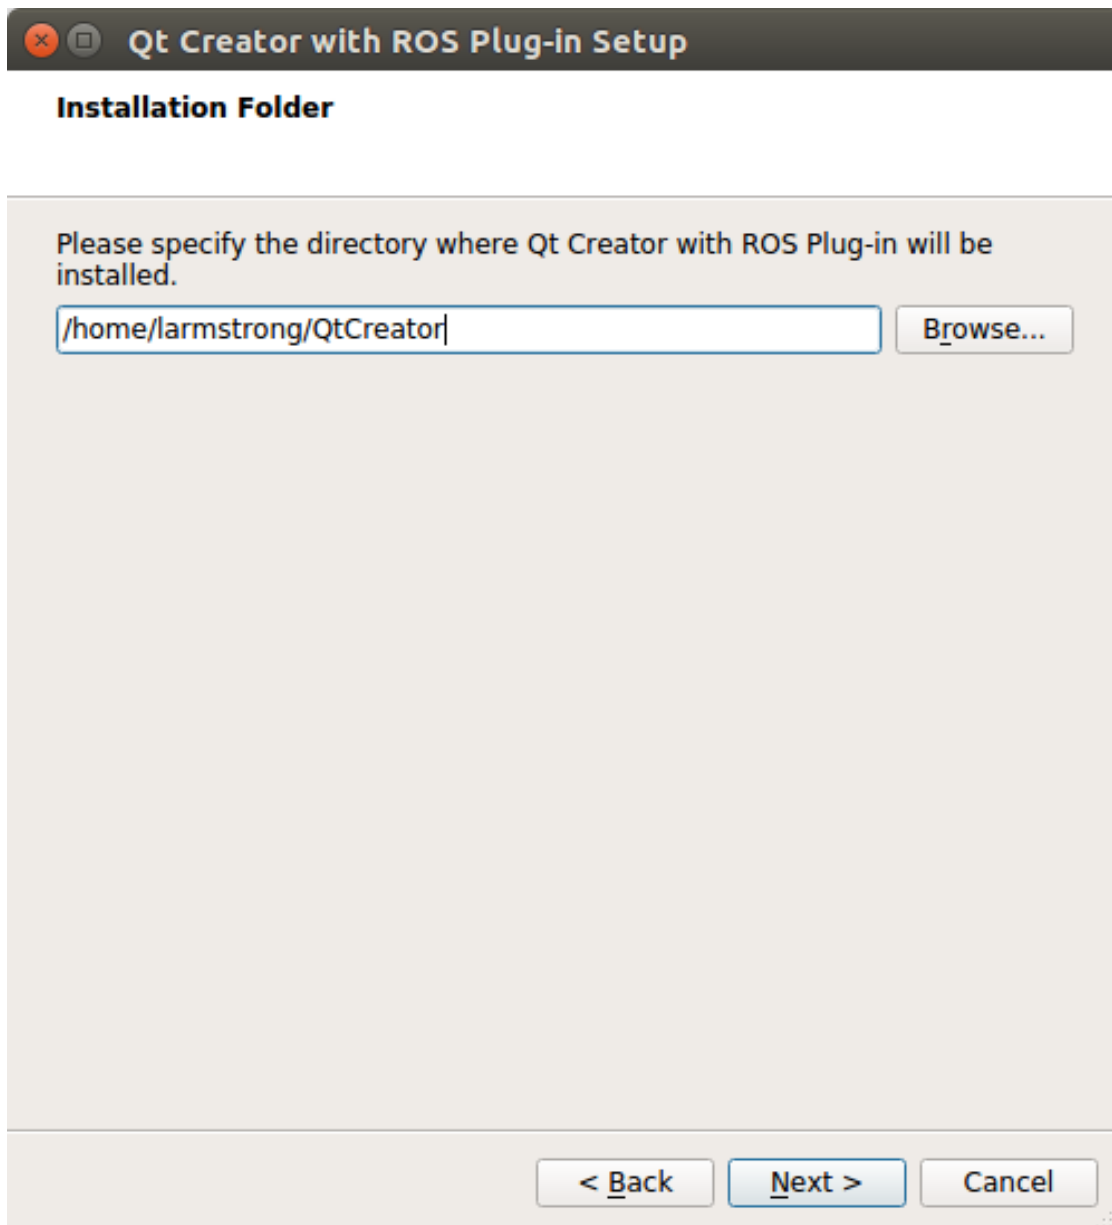 Qt Creator with ROS Plug-in Setup
Installation Folder
Please specify the directory where Qt Creator with ROS Plug-in will be
installed.
/home/larmstrong/QtCreator
Browse...
< Back
Next >
Cancel